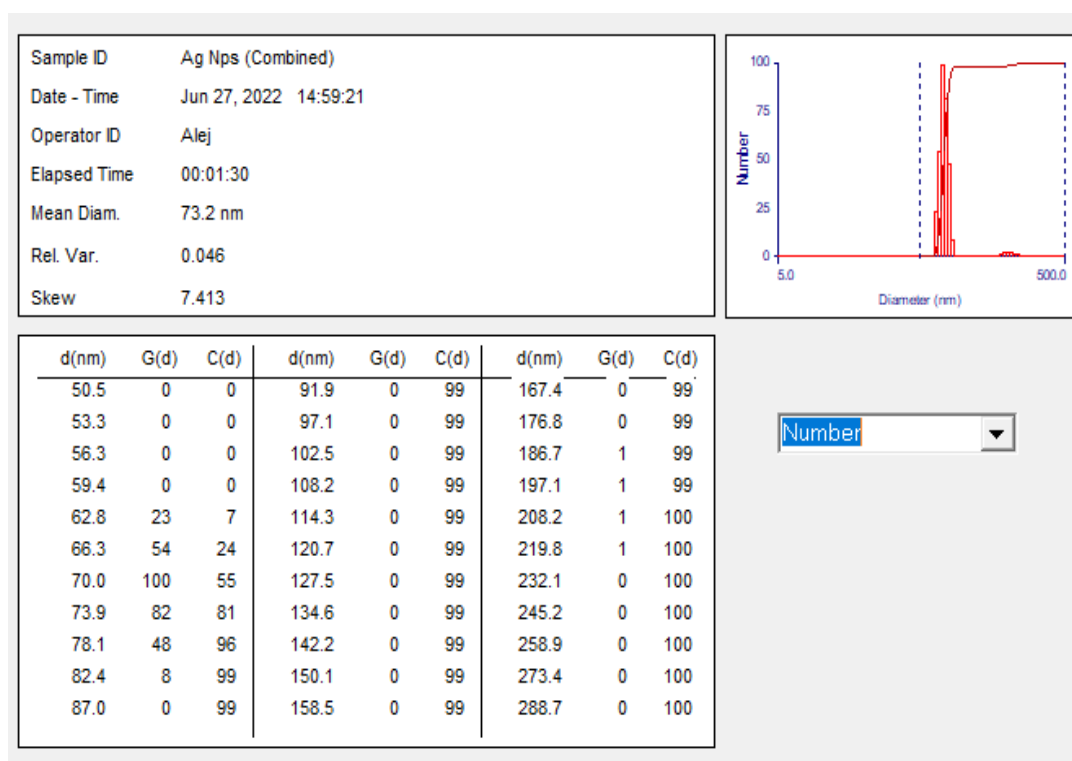 Sample ID Ag Nps (Combined)
Date - Time Jun 27, 2022 14:59:21
Operator ID Alej
Elapsed Time 00:01:30
Mean Diam. 73.2 nm
Rel. Var. 0.046
Skew 7.413
100
75
50
25
0
Number
5.0 500.0
Diameter (nm)
d(nm) G(d) C(d) d(nm) G(d) C(d) d(nm) G(d) C(d)
50.5 0 0 91.9 0 99 167.4 0 99
53.3 0 0 97.1 0 99 176.8 0 99
56.3 0 0 102.5 0 99 186.7 1 99
59.4 0 0 108.2 0 99 197.1 1 99
62.8 23 7 114.3 0 99 208.2 1 100
66.3 54 24 120.7 0 99 219.8 1 100
70.0 100 55 127.5 0 99 232.1 0 100
73.9 82 81 134.6 0 99 245.2 0 100
78.1 48 96 142.2 0 99 258.9 0 100
82.4 8 99 150.1 0 99 273.4 0 100
87.0 0 99 158.5 0 99 288.7 0 100
Number